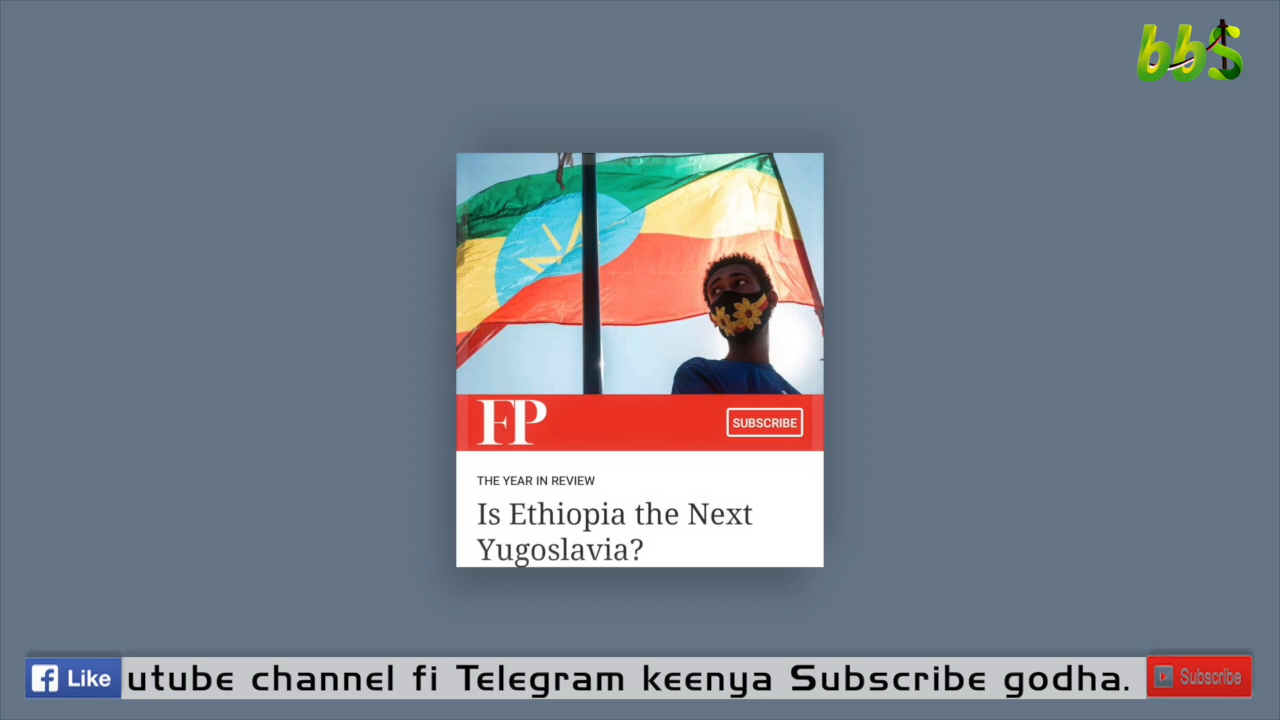 bbS
FP
SUBSCRIBE
THE YEAR IN REVIEW
Is Ethiopia the Next
Yugoslavia?
Like
utube channel fi Telegram keenya Subscribe godha.
Subscribe